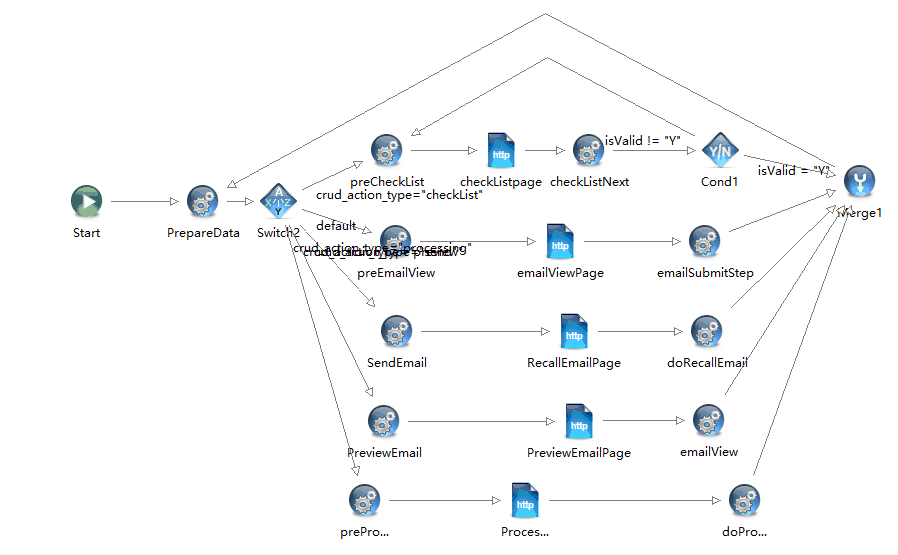 isValid != "Y"
http
Y/N
preCheckList
checkListpage
checkListNext
Cond1
isValid = "Y"
crud_action_type="checkList"
A
X Z
Y
Start
PrepareData
Switch2
Merge1
default
http
crud_action_type="processing"
preEmailView
emailViewPage
emailSubmitStep
http
SendEmail
RecallEmailPage
doRecallEmail
http
PreviewEmail
PreviewEmailPage
emailView
http
prePro...
Proces...
doPro...